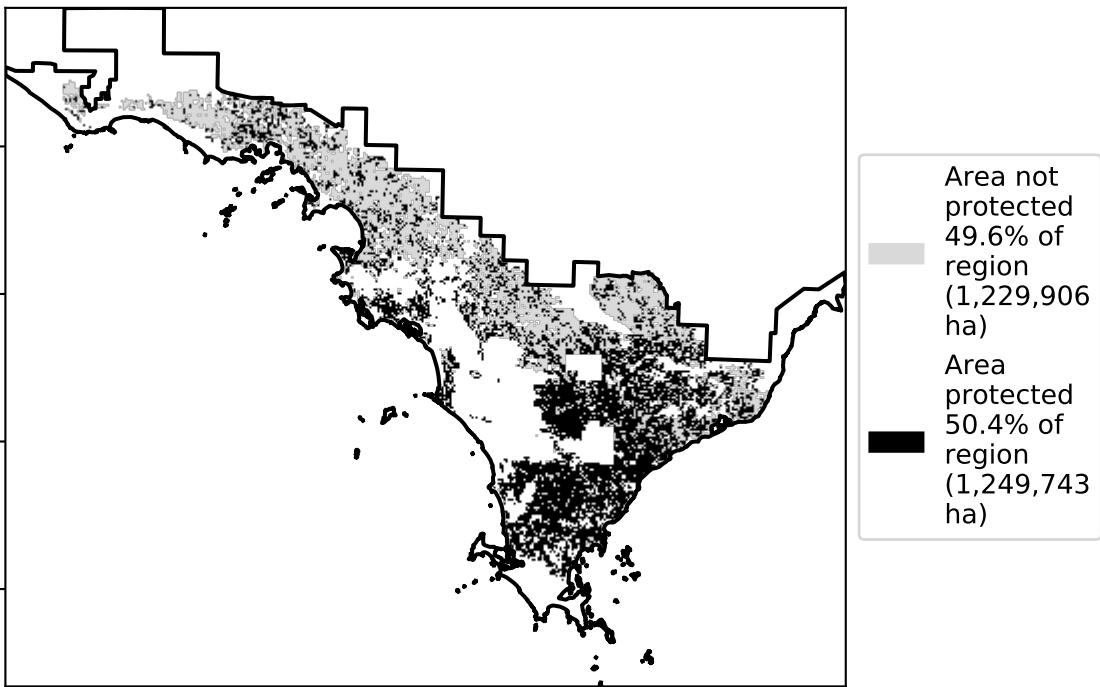 Area not
protected
49.6% of
region
(1,229,906
ha)
Area
protected
50.4% of
region
(1,249,743
ha)